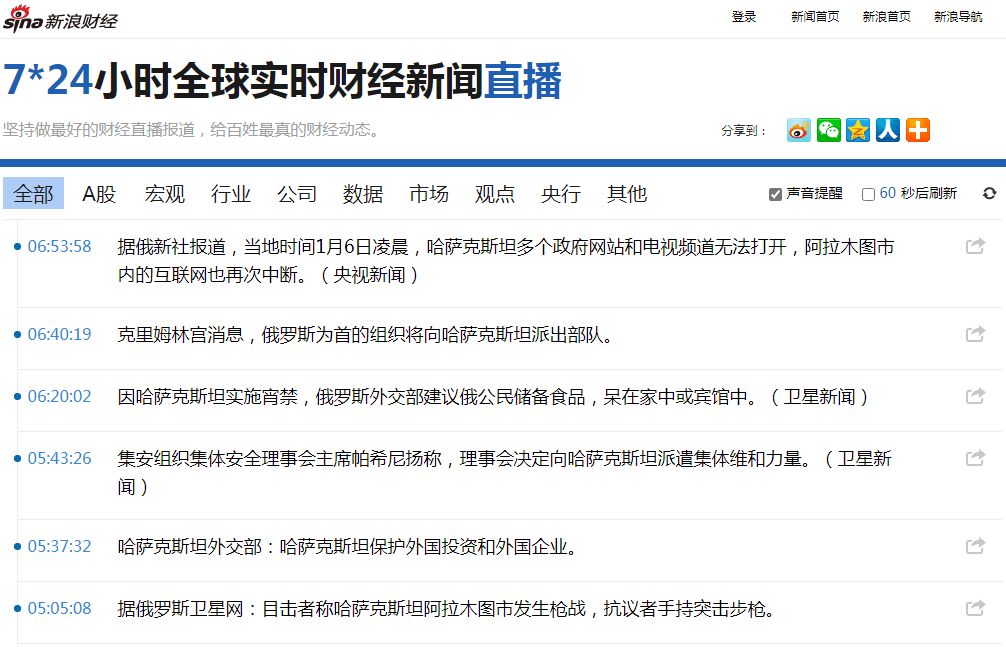 sina新浪财经
登录 新闻首页 新浪首页 新浪导航
7*24小时全球实时财经新闻直播
坚持做最好的财经直播报道，给百姓最真的财经动态。
分享到：
全部 A股 宏观 行业 公司 数据 市场 观点 央行 其他 声音提醒 60 秒后刷新
06:53:58 据俄新社报道，当地时间1月6日凌晨，哈萨克斯坦多个政府网站和电视频道无法打开，阿拉木图市
内的互联网也再次中断。（央视新闻）
06:40:19 克里姆林宫消息，俄罗斯为首的组织将向哈萨克斯坦派出部队。
06:20:02 因哈萨克斯坦实施宵禁，俄罗斯外交部建议俄公民储备食品，呆在家中或宾馆中。（卫星新闻）
05:43:26 集安组织集体安全理事会主席帕希尼扬称，理事会决定向哈萨克斯坦派遣集体维和力量。（卫星新
闻）
05:37:32 哈萨克斯坦外交部：哈萨克斯坦保护外国投资和外国企业。
05:05:08 据俄罗斯卫星网：目击者称哈萨克斯坦阿拉木图市发生枪战，抗议者手持突击步枪。